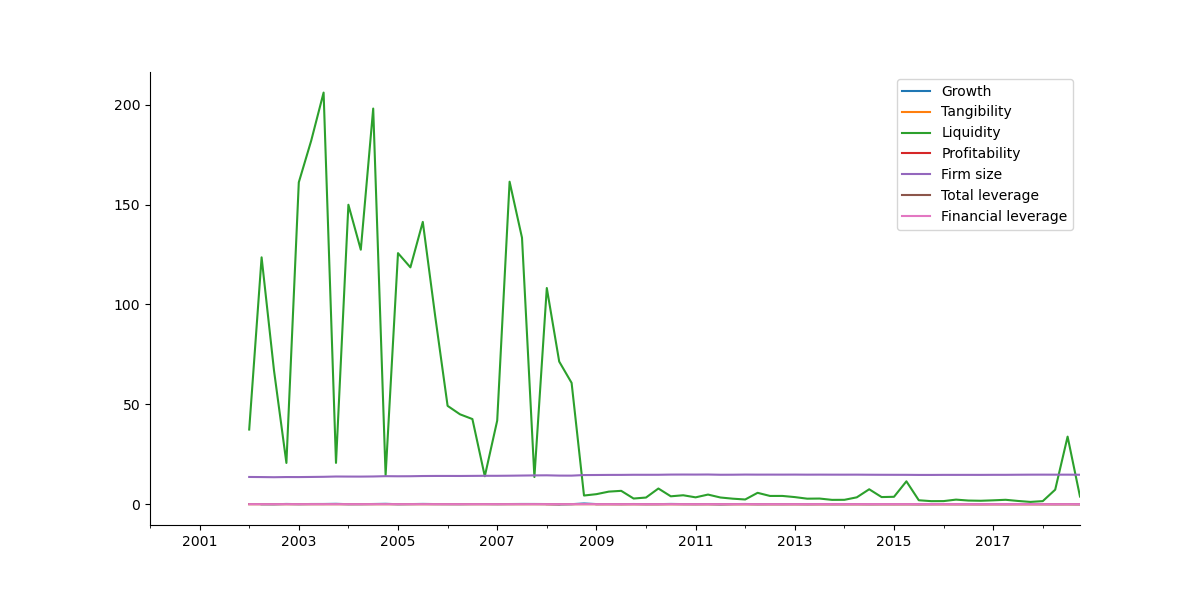 200
150
100
50
0
2001 2003 2005 2007 2009 2011 2013 2015 2017
Growth
Tangibility
Liquidity
Profitability
Firm size
Total leverage
Financial leverage